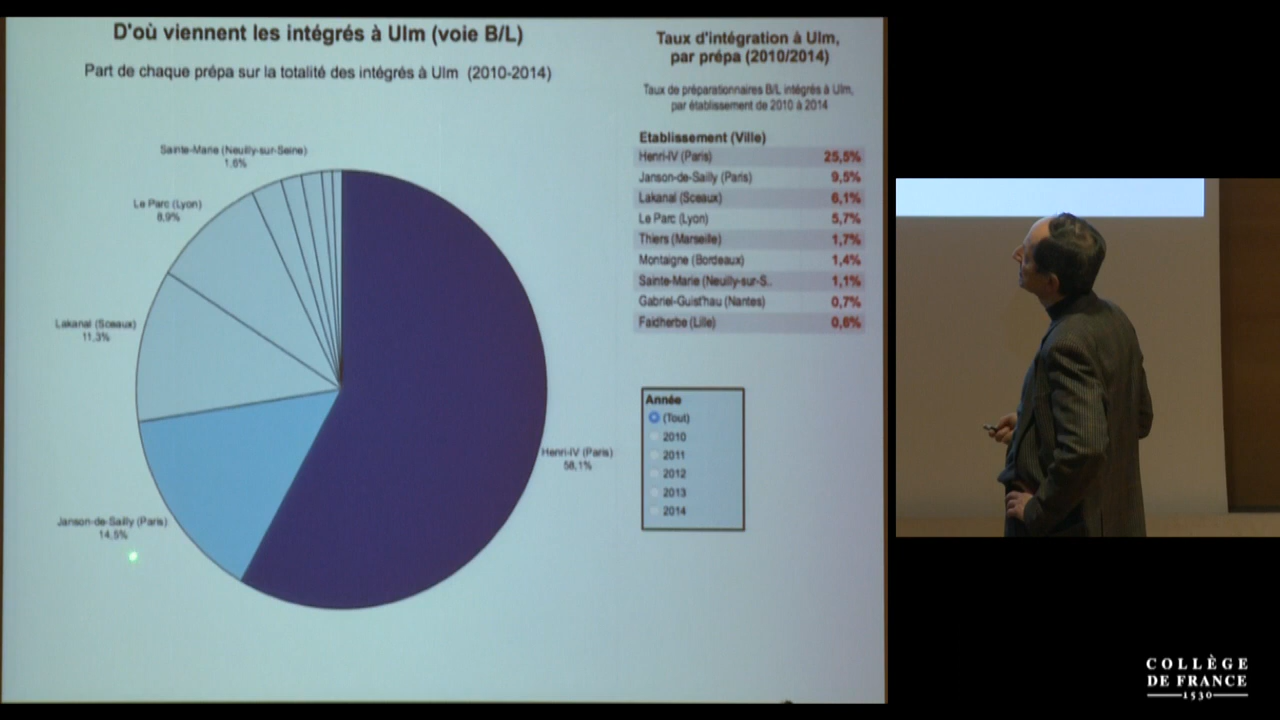 D'où viennent les intégrés à Ulm (voie B/L)
Part de chaque prépa sur la totalité des intégrés à Ulm (2010-2014)
Sainte-Marie (Neuilly-sur-Seine)
1,6%
Le Parc (Lyon)
8,9%
Lakanal (Sceaux)
11,3%
Janson-de-Sailly (Paris)
14,5%
Henri-IV (Paris)
58,1%
Taux d'intégration à Ulm,
par prépa (2010/2014)
Taux de préparationnaires B/L intégrés à Ulm,
par établissement de 2010 à 2014
Etablissement (Ville)
Henri-IV (Paris) 25,5%
Janson-de-Sailly (Paris) 9,5%
Lakanal (Sceaux) 6,1%
Le Parc (Lyon) 5,7%
Thiers (Marseille) 1,7%
Montaigne (Bordeaux) 1,4%
Sainte-Marie (Neuilly-sur-S.. 1,1%
Gabriel-Guist'hau (Nantes) 0,7%
Faidherbe (Lille) 0,6%
Année
(Tout)
2010
2011
2012
2013
2014
COLLÈGE
DE FRANCE
1530